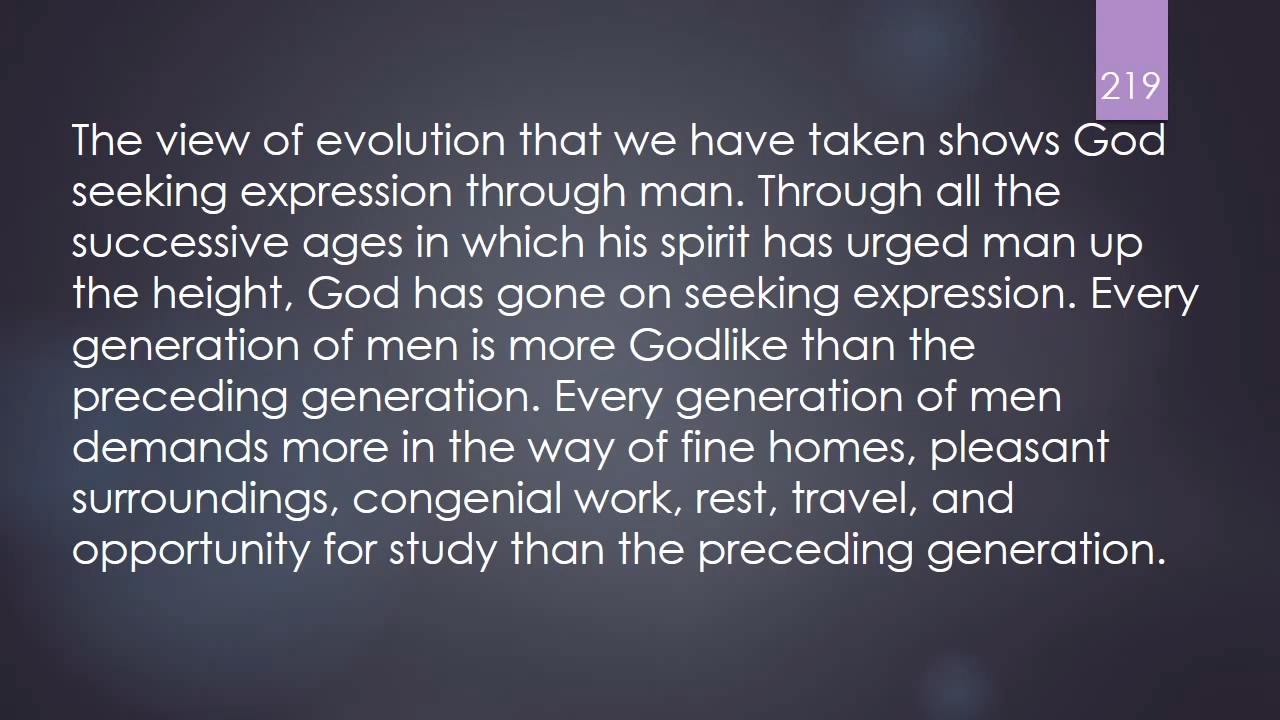 219
The view of evolution that we have taken shows God
seeking expression through man. Through all the
successive ages in which his spirit has urged man up
the height, God has gone on seeking expression. Every
generation of men is more Godlike than the
preceding generation. Every generation of men
demands more in the way of fine homes, pleasant
surroundings, congenial work, rest, travel, and
opportunity for study than the preceding generation.